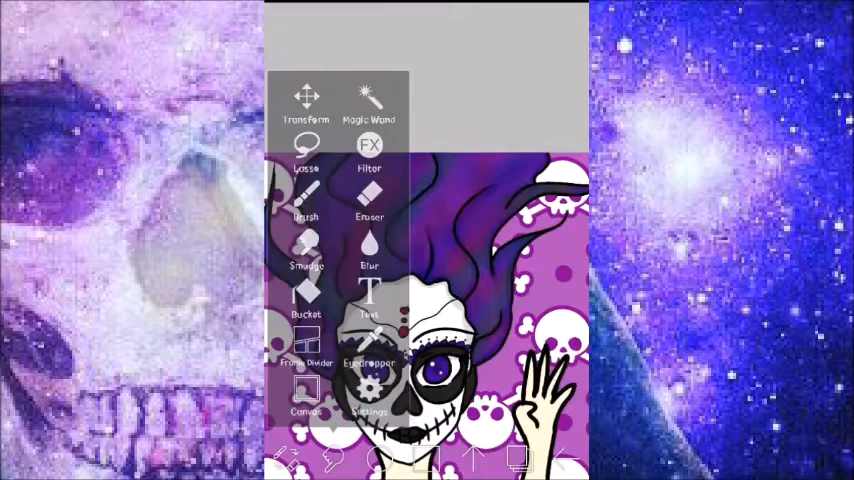 Transform Magic Wand
Lasso Filter
FX
Brush Eraser
Smudge Blur
Bucket Text
T
Frame Divider Eyedropper
Canvas Settings